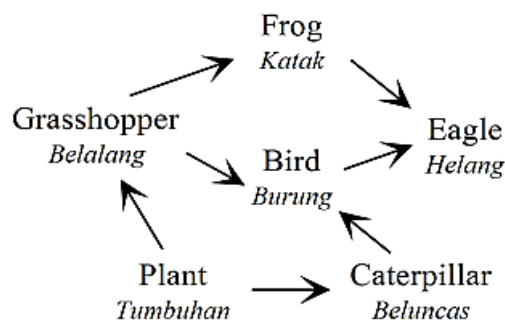 Frog
Katak
Grasshopper
Belalang
Eagle
Helang
Bird
Burung
Plant
Tumbuhan
Caterpillar
Beluncas